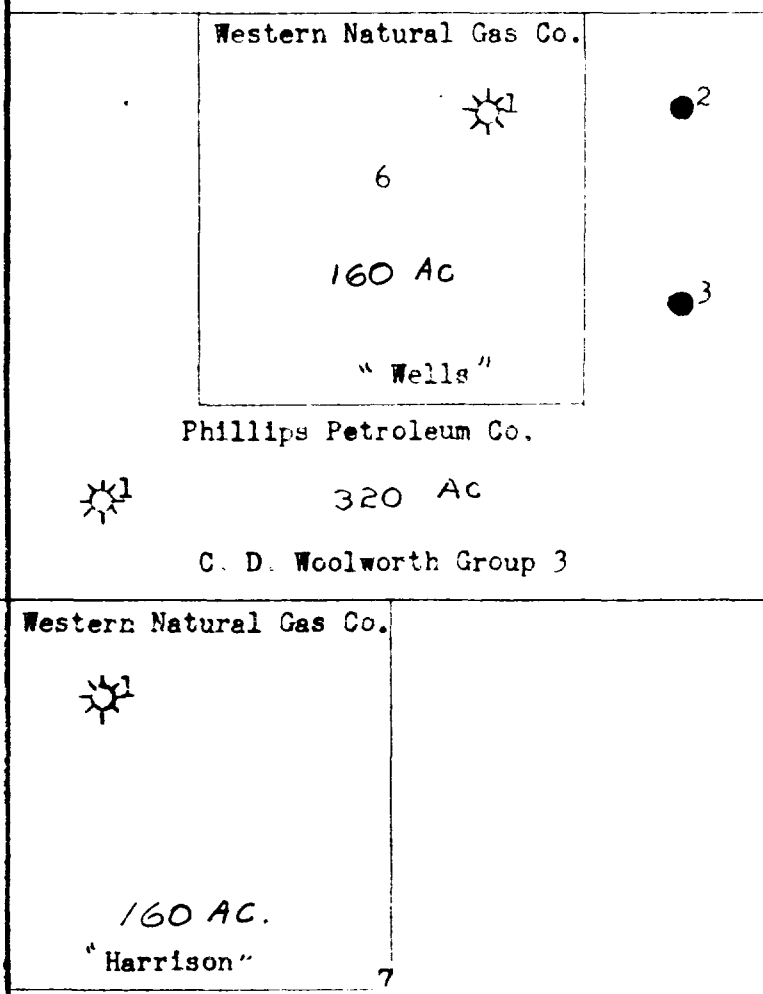 Western Natural Gas Co.
1
2
6
160 AC
3
"Wells"
Phillips Petroleum Co.
1
320 AC
C. D. Woolworth Group 3
Western Natural Gas Co.
1
160 AC.
"Harrison"
7